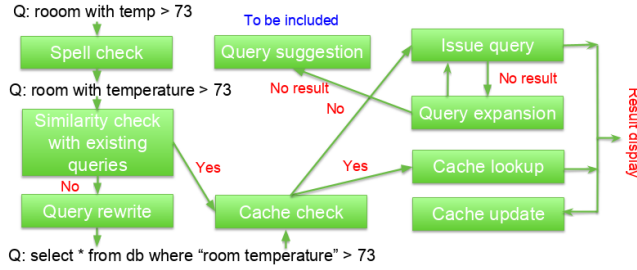 Q: rooom with temp > 73
To be included
Spell check
Query suggestion
Issue query
Q: room with temperature > 73
No result
No result
No
Query expansion
Similarity check
with existing
queries
Yes
Yes
Cache lookup
No
Query rewrite
Cache check
Cache update
Result display
Q: select * from db where “room temperature” > 73